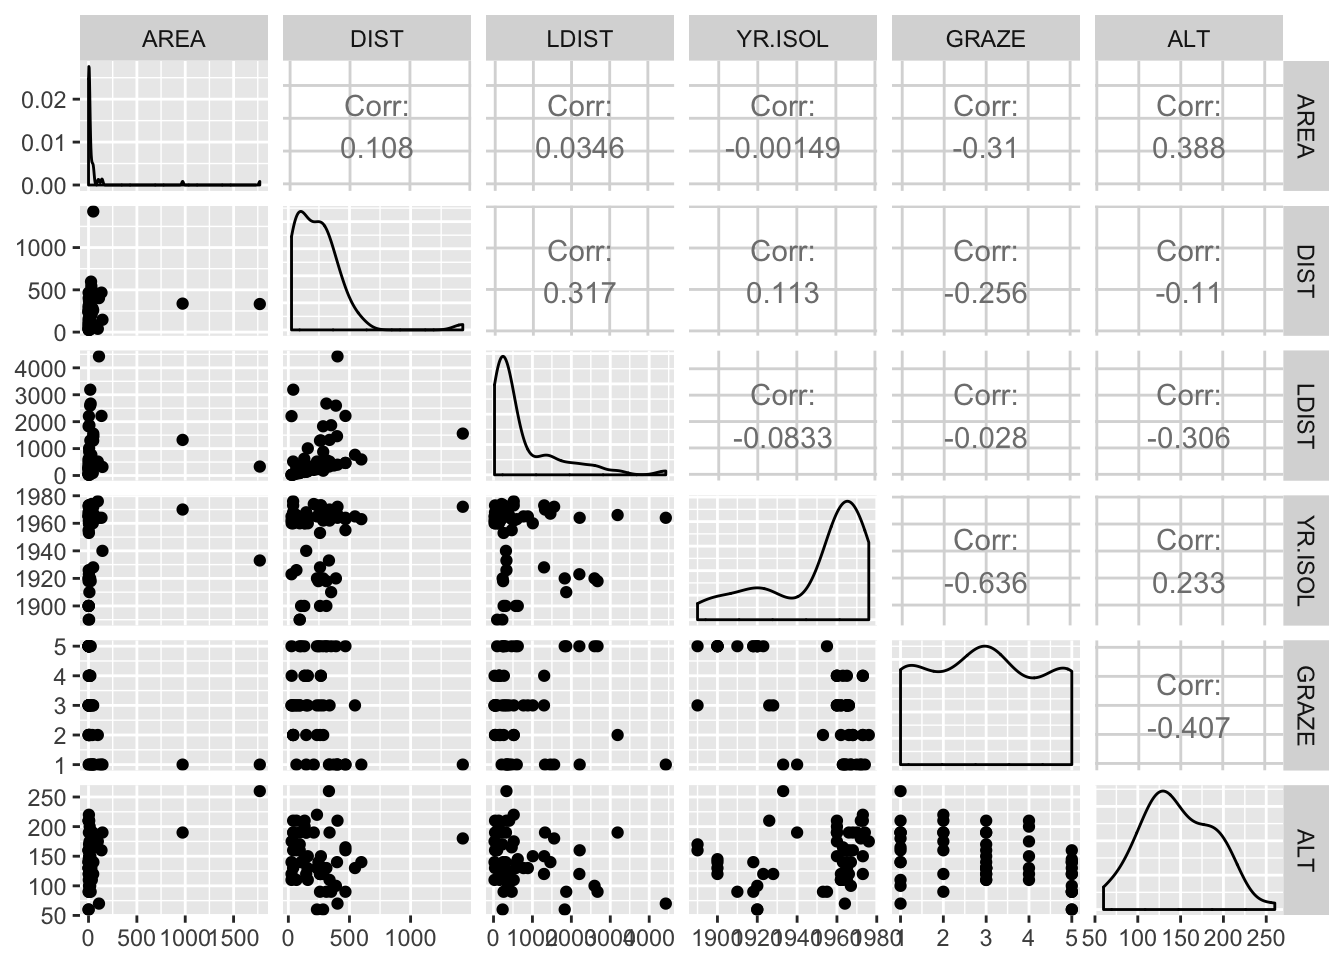 AREA DIST LDIST YR.ISOL GRAZE ALT
0.02
0.01
0.00
Corr:
0.108
Corr:
0.0346
Corr:
-0.00149
Corr:
-0.31
Corr:
0.388
AREA
1000
500
0
Corr:
0.317
Corr:
0.113
Corr:
-0.256
Corr:
-0.11
DIST
4000
3000
2000
1000
0
Corr:
-0.0833
Corr:
-0.028
Corr:
-0.306
LDIST
1980
1960
1940
1920
1900
Corr:
-0.636
Corr:
0.233
YR.ISOL
5
4
3
2
1
Corr:
-0.407
GRAZE
250
200
150
100
50
ALT
0 500 1000 1500 0 500 1000 0 1000 2000 3000 4000 1900 1920 1940 1960 1980 1 2 3 4 5 50 100 150 200 250